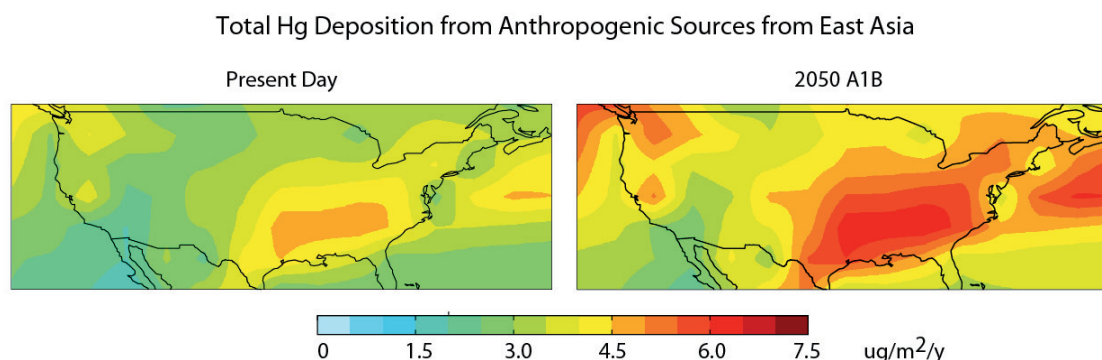 Total Hg Deposition from Anthropogenic Sources from East Asia
Present Day
2050 A1B
0 1.5 3.0 4.5 6.0 7.5 ug/m²/y